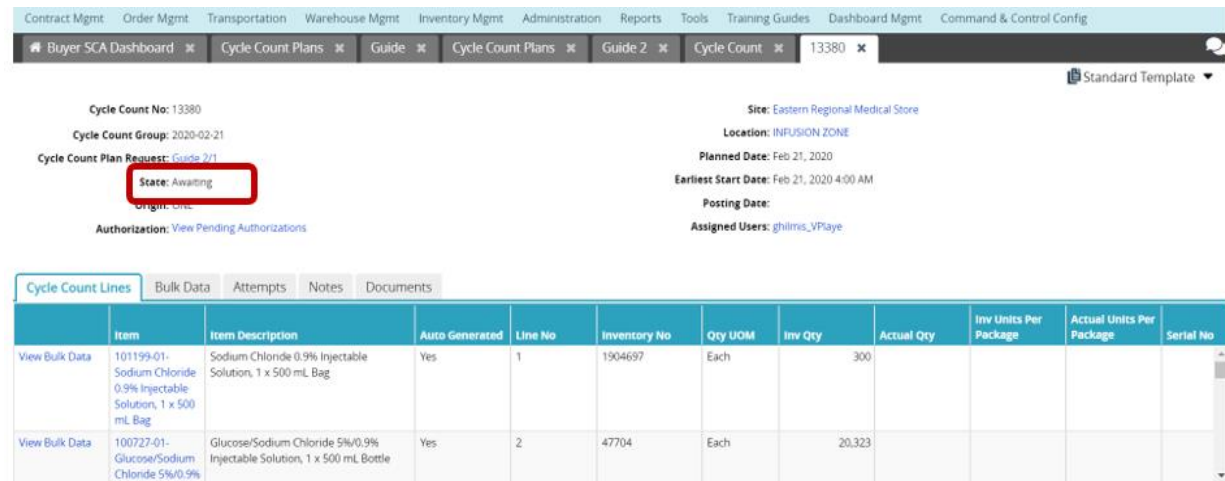 Contract Mgmt Order Mgmt Transportation Warehouse Mgmt Inventory Mgmt Administration Reports Tools Training Guides Dashboard Mgmt Command & Control Config
Buyer SCA Dashboard Cycle Count Plans Guide Cycle Count Plans Guide 2 Cycle Count 13380
Standard Template
Cycle Count No: 13380
Cycle Count Group: 2020-02-21
Cycle Count Plan Request: Guide 2/1
State: Awaiting
Origin: ONE
Authorization: View Pending Authorizations
Site: Eastern Regional Medical Store
Location: INFUSION ZONE
Planned Date: Feb 21, 2020
Earliest Start Date: Feb 21, 2020 4:00 AM
Posting Date:
Assigned Users: ghilmis_VPlaye
Cycle Count Lines Bulk Data Attempts Notes Documents
Item Item Description Auto Generated Line No Inventory No Qty UOM Inv Qty Actual Qty Inv Units Per Package Actual Units Per Package Serial No
View Bulk Data 101199-01- Sodium Chloride 0.9% Injectable Yes 1 1904697 Each 300
Sodium Chloride Solution, 1 x 500 mL Bag
0.9% Injectable
Solution, 1 x 500
mL Bag
View Bulk Data 100727-01- Glucose/Sodium Chloride 5%/0.9% Yes 2 47704 Each 20,323
Glucose/Sodium Injectable Solution, 1 x 500 mL Bottle
Chloride 5%/0.9%